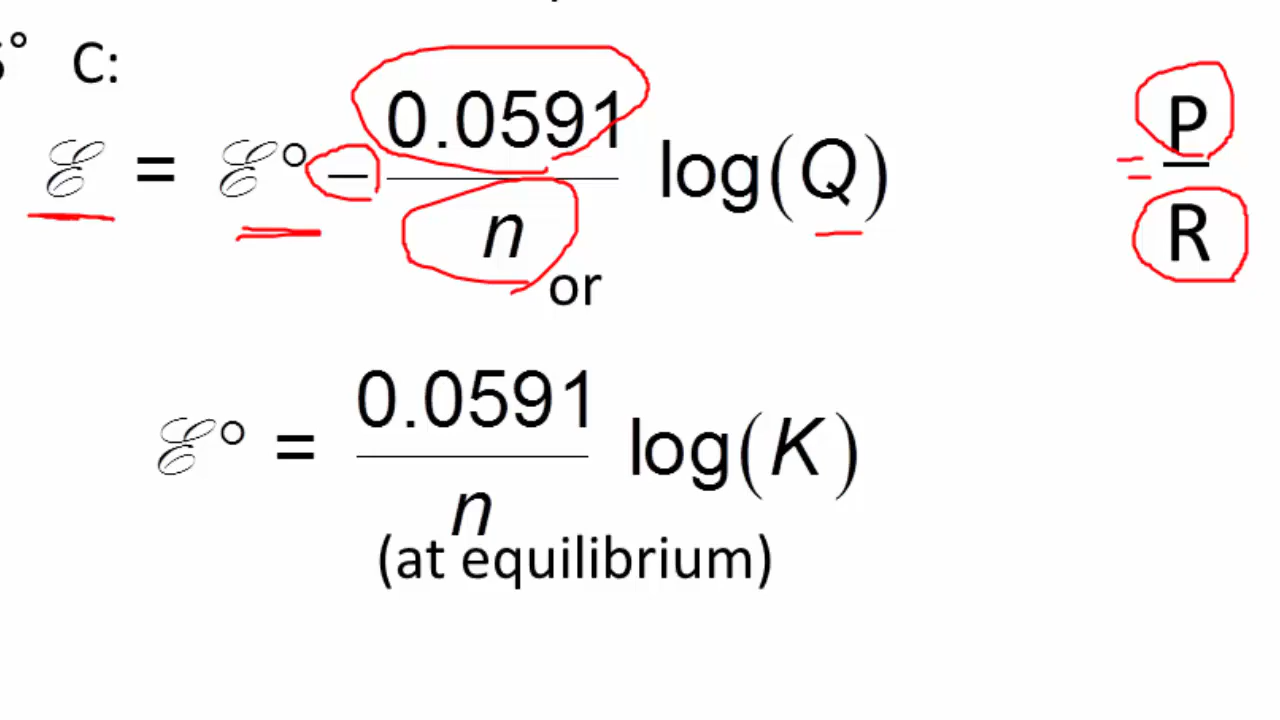 ° C:
ℰ = ℰ° − 0.0591 / n log(Q) = P / R
or
ℰ° = 0.0591 / n log(K)
(at equilibrium)